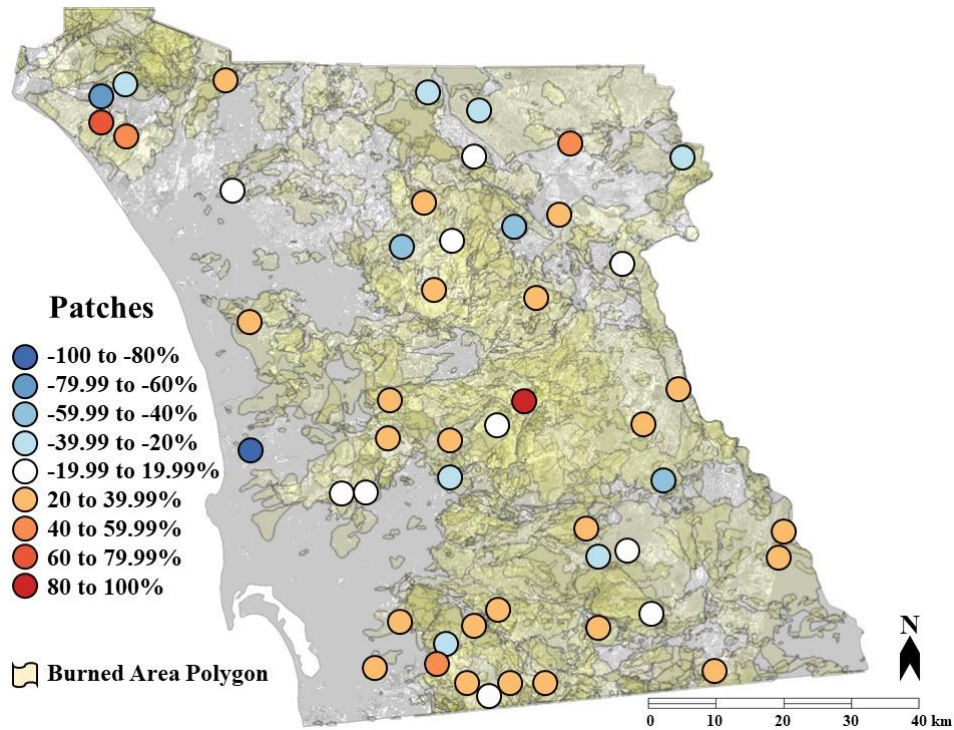 Patches
-100 to -80%
-79.99 to -60%
-59.99 to -40%
-39.99 to -20%
-19.99 to 19.99%
20 to 39.99%
40 to 59.99%
60 to 79.99%
80 to 100%
Burned Area Polygon
N
0 10 20 30 40 km